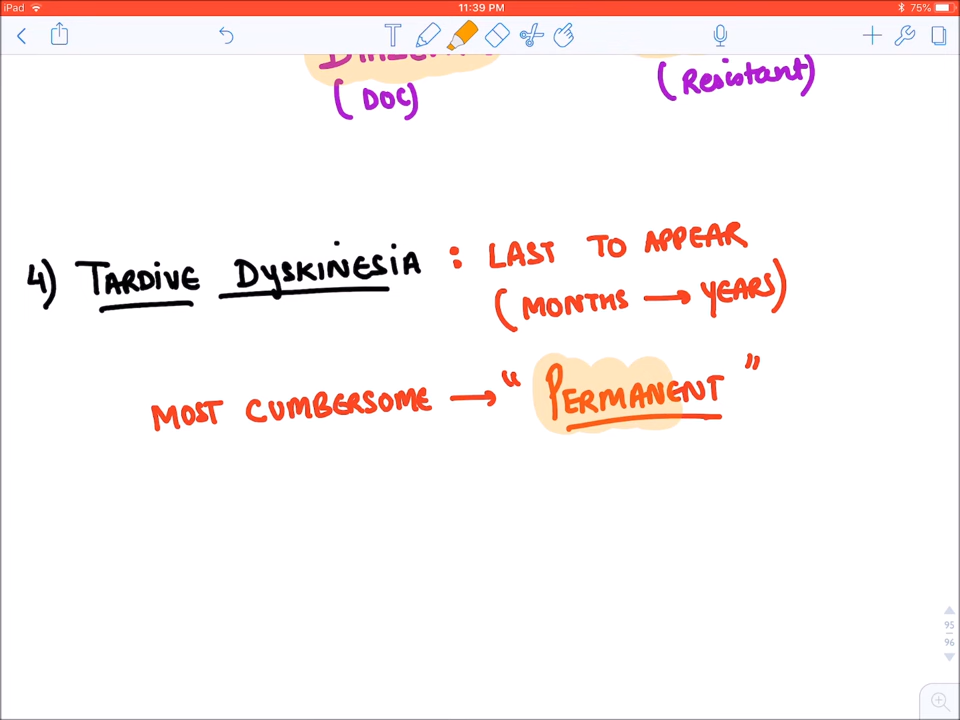 iPad 11:39 PM 75%
T
(DOC)
(Resistant)
4) TARDIVE DYSKINESIA : LAST TO APPEAR
(MONTHS → YEARS)
MOST CUMBERSOME → “ PERMANENT ”
95
96